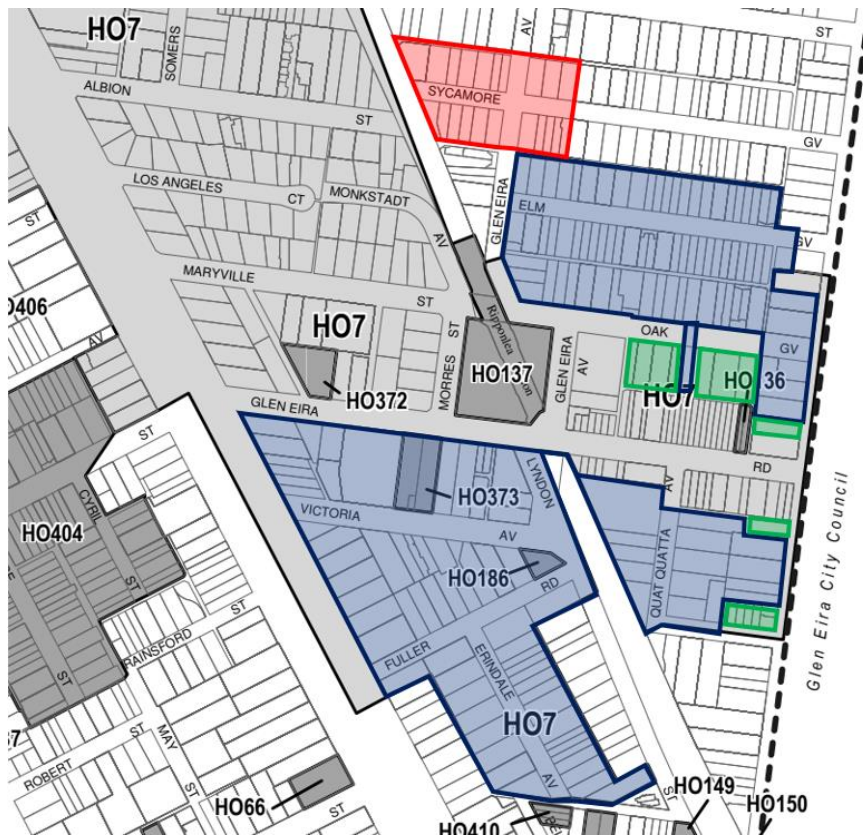 HO7
SOMERS
AV
ST
ALBION
ST
SYCAMORE
GV
LOS ANGELES
CT
MONKSTADT
AV
GLEN EIRA
ELM
GV
MARYVILLE
ST
HO7
ST
MORRES
Ripponlea
HO137
GLEN EIRA
AV
OAK
GV
HO7
HO136
HO372
GLEN EIRA
RD
AV
ST
HO404
CYRIL
ST
ST
HO373
LYNDON
VICTORIA
AV
HO186
RD
QUAT QUATTA
AV
Glen Eira City Council
ST
RAINSFORD
FULLER
ERINDALE
AV
HO7
ROBERT
ST
MAY
ST
ST
HO66
HO149
HO150
ST
HO410